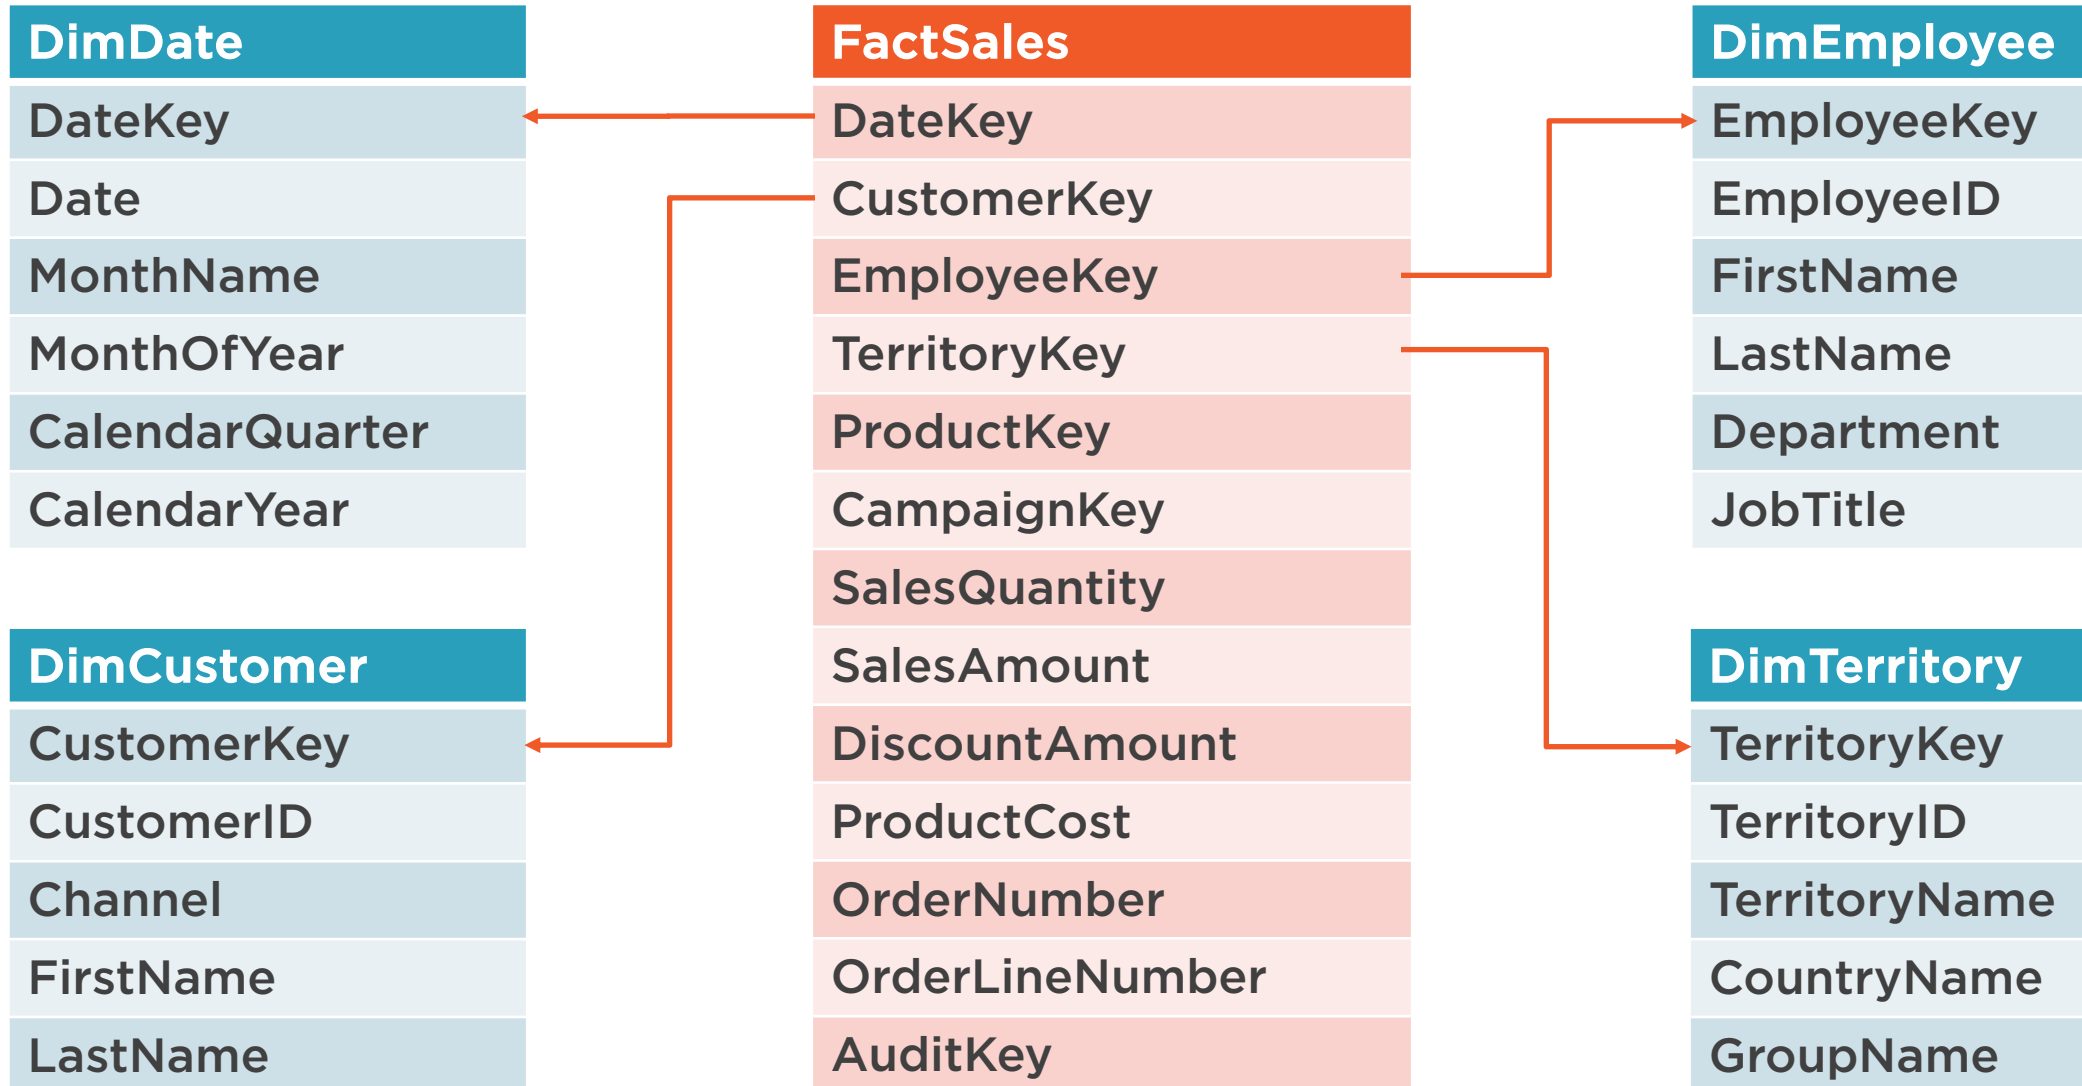 DimDate
DateKey
Date
MonthName
MonthOfYear
CalendarQuarter
CalendarYear
DimCustomer
CustomerKey
CustomerID
Channel
FirstName
LastName
FactSales
DateKey
CustomerKey
EmployeeKey
TerritoryKey
ProductKey
CampaignKey
SalesQuantity
SalesAmount
DiscountAmount
ProductCost
OrderNumber
OrderLineNumber
AuditKey
DimEmployee
EmployeeKey
EmployeeID
FirstName
LastName
Department
JobTitle
DimTerritory
TerritoryKey
TerritoryID
TerritoryName
CountryName
GroupName